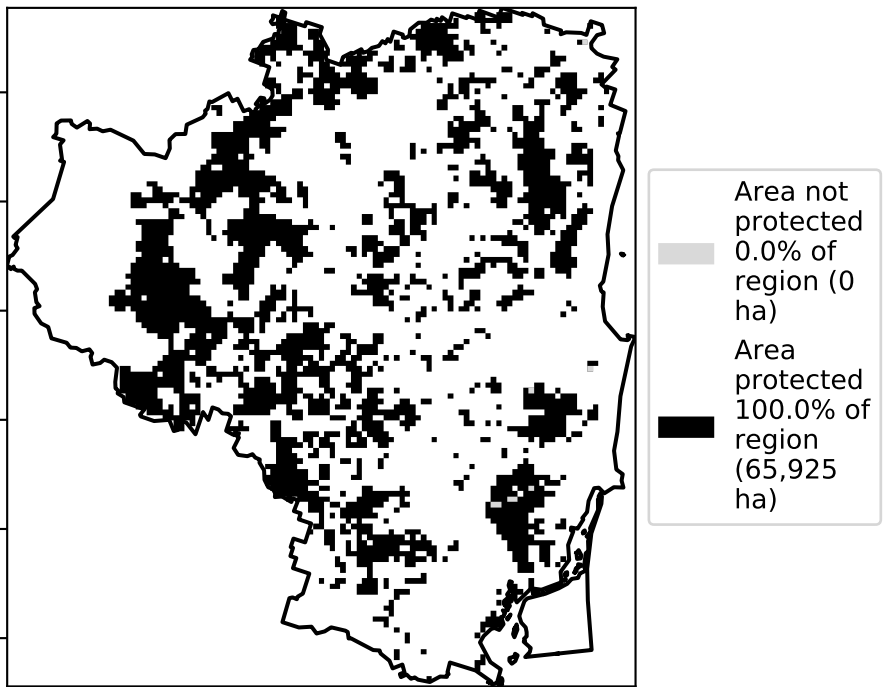 Area not
protected
0.0% of
region (0
ha)
Area
protected
100.0% of
region
(65,925
ha)